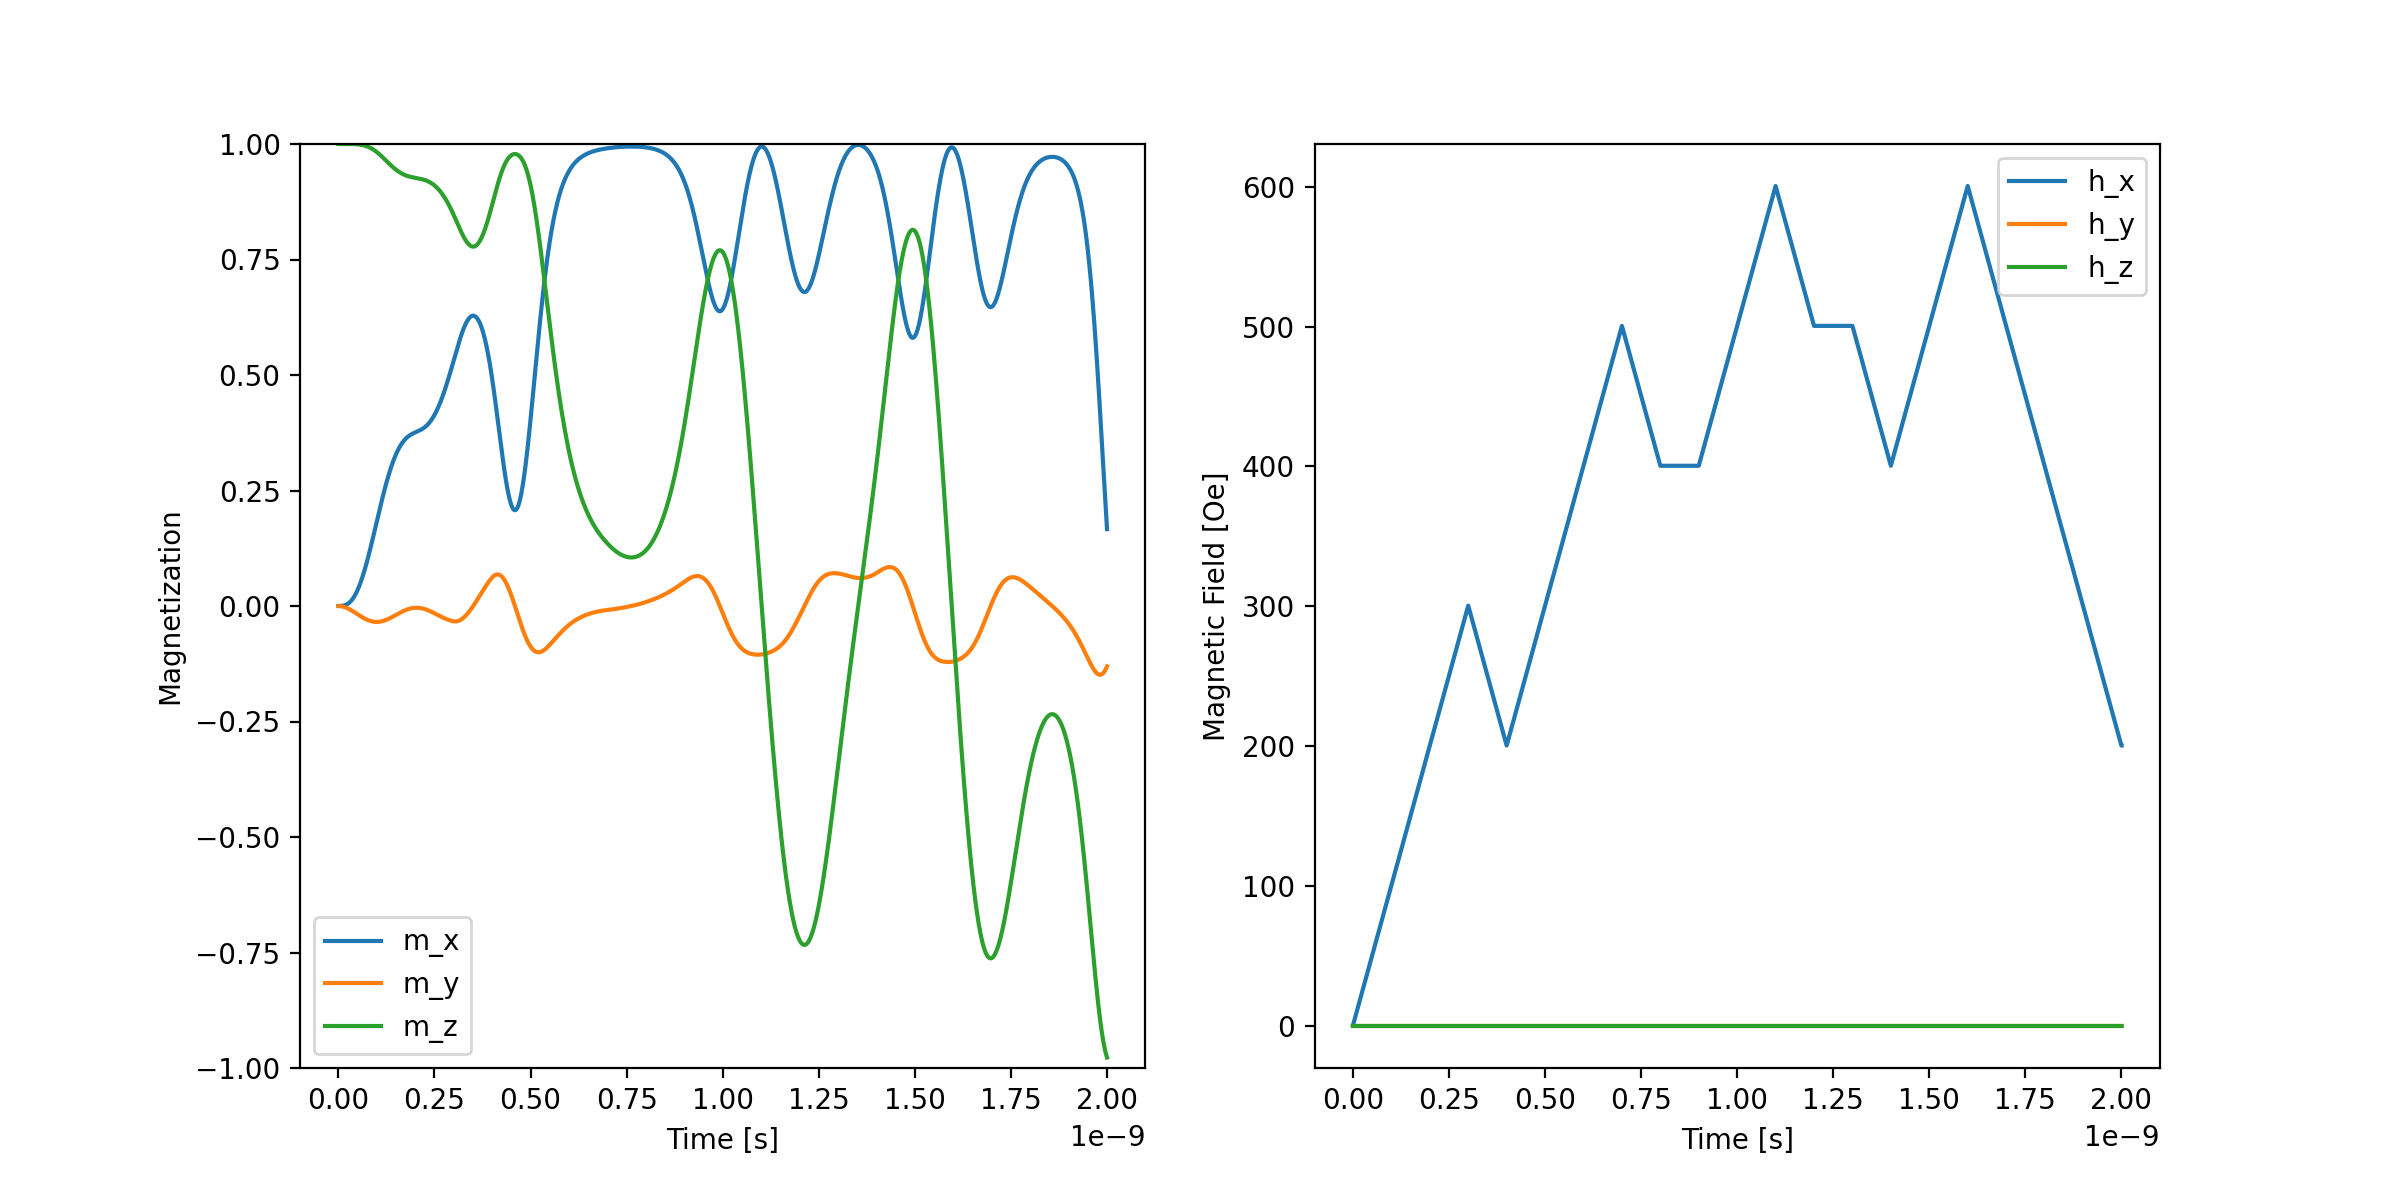 1.00
0.75
0.50
0.25
0.00
−0.25
−0.50
−0.75
−1.00
Magnetization
m_x
m_y
m_z
0.00 0.25 0.50 0.75 1.00 1.25 1.50 1.75 2.00
Time [s]
1e−9
600
500
400
300
200
100
0
Magnetic Field [Oe]
h_x
h_y
h_z
0.00 0.25 0.50 0.75 1.00 1.25 1.50 1.75 2.00
Time [s]
1e−9